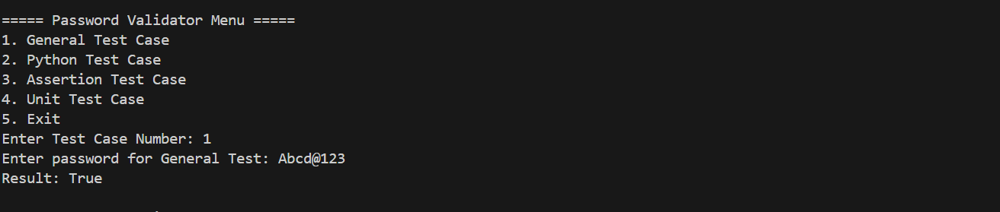 ===== Password Validator Menu =====
1. General Test Case
2. Python Test Case
3. Assertion Test Case
4. Unit Test Case
5. Exit
Enter Test Case Number: 1
Enter password for General Test: Abcd@123
Result: True